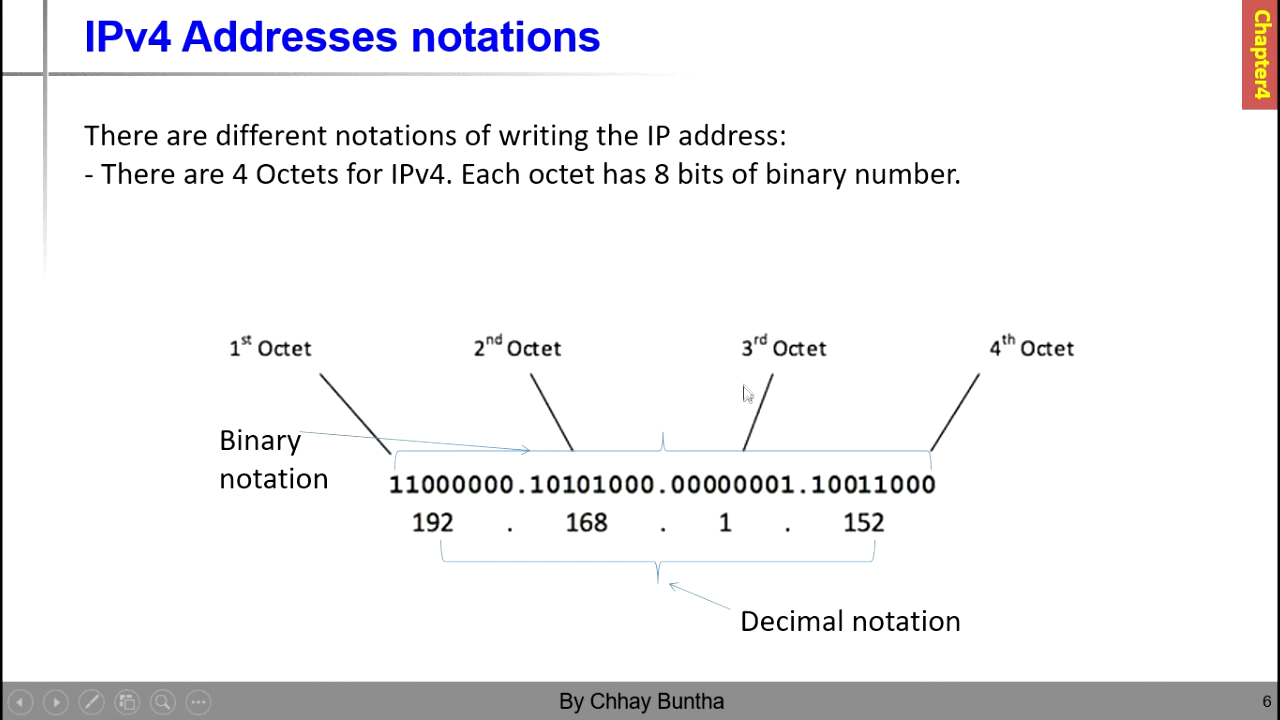 IPv4 Addresses notations
Chapter4
There are different notations of writing the IP address:
- There are 4 Octets for IPv4. Each octet has 8 bits of binary number.
1st Octet 2nd Octet 3rd Octet 4th Octet
Binary
notation
11000000.10101000.00000001.10011000
192 . 168 . 1 . 152
Decimal notation
By Chhay Buntha
6